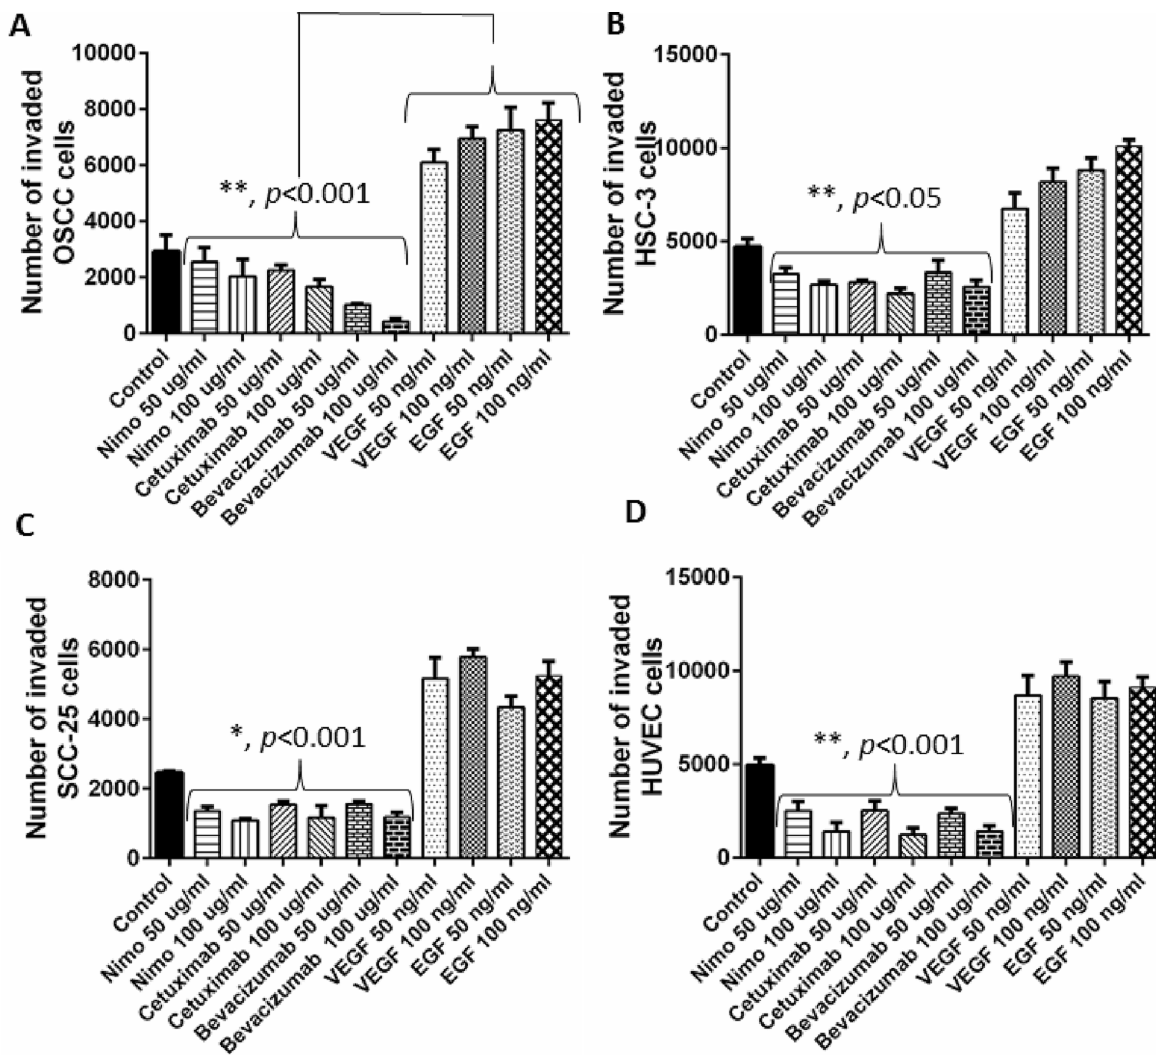 A
Number of invaded
OSCC cells
10000
8000
6000
4000
2000
0
**, p<0.001
Control
Nimo 50 ug/ml
Nimo 100 ug/ml
Cetuximab 50 ug/ml
Cetuximab 100 ug/ml
Bevacizumab 50 ug/ml
Bevacizumab 100 ug/ml
VEGF 50 ng/ml
VEGF 100 ng/ml
EGF 50 ng/ml
EGF 100 ng/ml
B
Number of invaded
HSC-3 cells
15000
10000
5000
0
**, p<0.05
Control
Nimo 50 ug/ml
Nimo 100 ug/ml
Cetuximab 50 ug/ml
Cetuximab 100 ug/ml
Bevacizumab 50 ug/ml
Bevacizumab 100 ug/ml
VEGF 50 ng/ml
VEGF 100 ng/ml
EGF 50 ng/ml
EGF 100 ng/ml
C
Number of invaded
SCC-25 cells
8000
6000
4000
2000
0
*, p<0.001
Control
Nimo 50 ug/ml
Nimo 100 ug/ml
Cetuximab 50 ug/ml
Cetuximab 100 ug/ml
Bevacizumab 50 ug/ml
Bevacizumab 100 ug/ml
VEGF 50 ng/ml
VEGF 100 ng/ml
EGF 50 ng/ml
EGF 100 ng/ml
D
Number of invaded
HUVEC cells
15000
10000
5000
0
**, p<0.001
Control
Nimo 50 ug/ml
Nimo 100 ug/ml
Cetuximab 50 ug/ml
Cetuximab 100 ug/ml
Bevacizumab 50 ug/ml
Bevacizumab 100 ug/ml
VEGF 50 ng/ml
VEGF 100 ng/ml
EGF 50 ng/ml
EGF 100 ng/ml